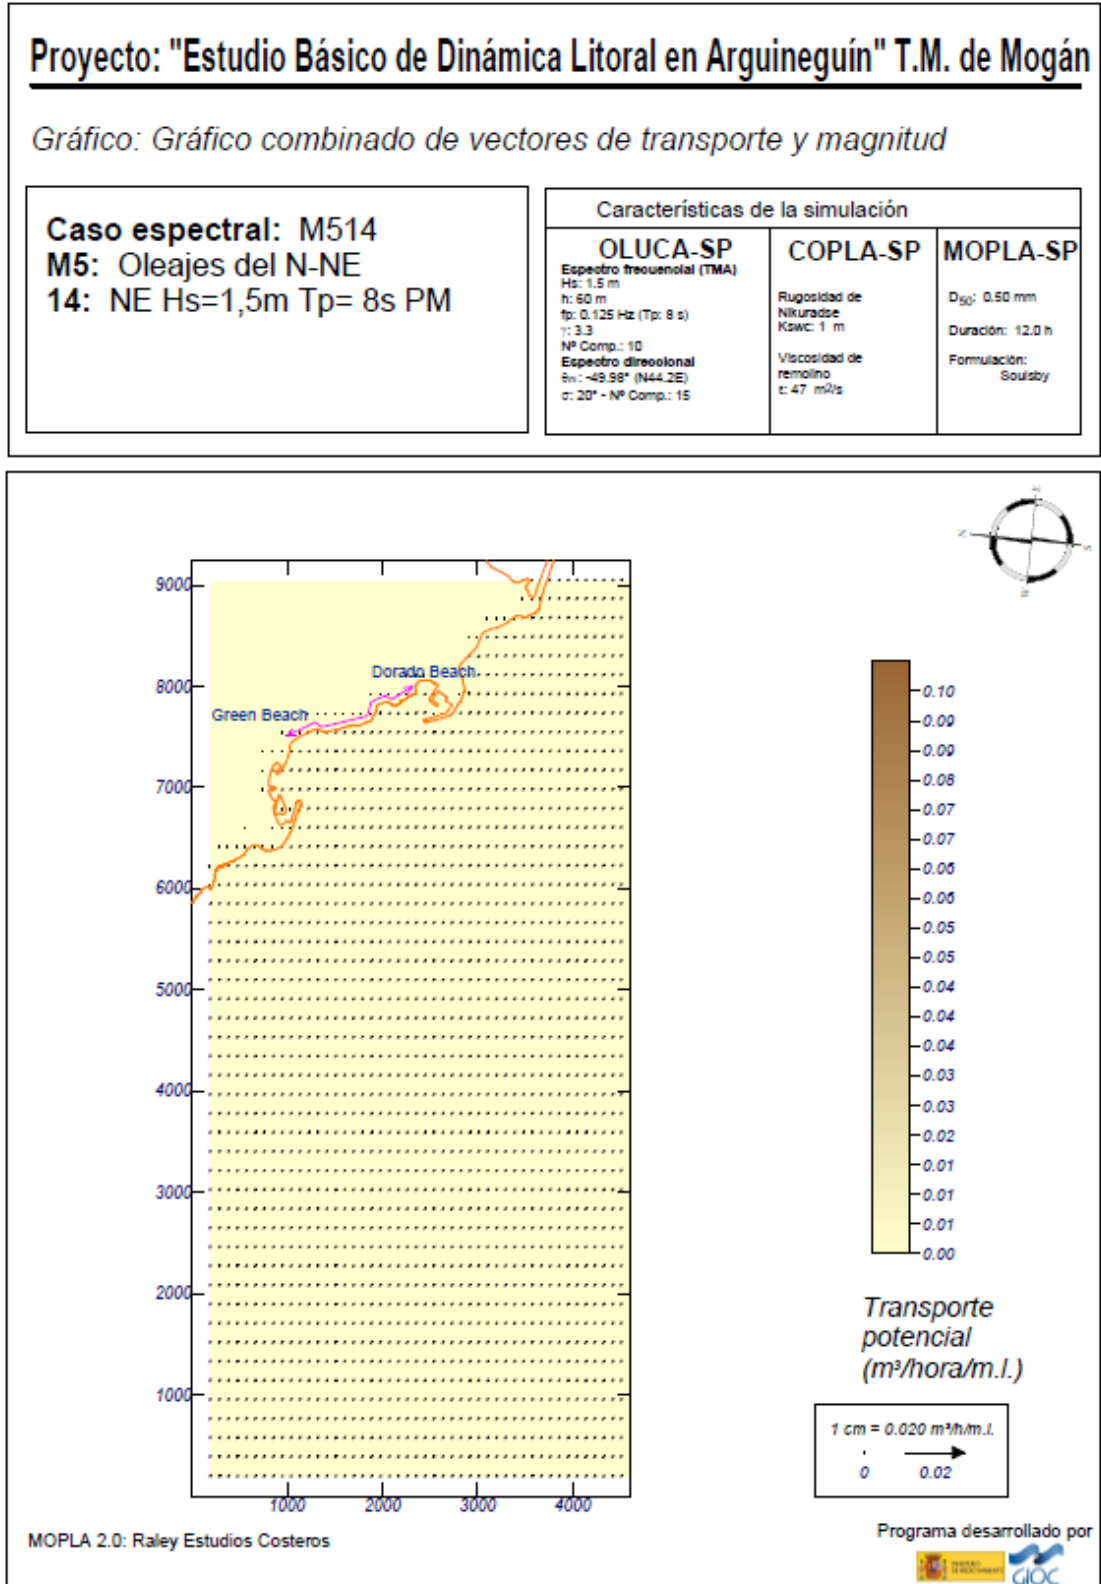 Proyecto: "Estudio Básico de Dinámica Litoral en Arguineguín" T.M. de Mogán
Gráfico: Gráfico combinado de vectores de transporte y magnitud
Caso espectral: M514
M5: Oleajes del N-NE
14: NE Hs=1,5m Tp= 8s PM
Características de la simulación
OLUCA-SP
Espectro frecuencial (TMA)
Hs: 1.5 m
h: 60 m
fp: 0.125 Hz (Tp: 8 s)
γ: 3.3
Nº Comp.: 10
Espectro direccional
θm: -49.98° (N44.2E)
σ: 20° - Nº Comp.: 15
COPLA-SP
Rugosidad de
Nikuradse
Kswc: 1 m
Viscosidad de
remolino
ε: 47 m²/s
MOPLA-SP
D50: 0.50 mm
Duración: 12.0 h
Formulación:
Soulsby
E
N
S
9000
8000
7000
6000
5000
4000
3000
2000
1000
Dorado Beach
Green Beach
1000 2000 3000 4000
0.10
0.09
0.09
0.08
0.07
0.07
0.06
0.06
0.05
0.05
0.04
0.04
0.04
0.03
0.03
0.02
0.01
0.01
0.01
0.00
Transporte
potencial
(m³/hora/m.l.)
1 cm = 0.020 m³/h/m.l.
0 0.02
MOPLA 2.0: Raley Estudios Costeros
Programa desarrollado por
GIOC